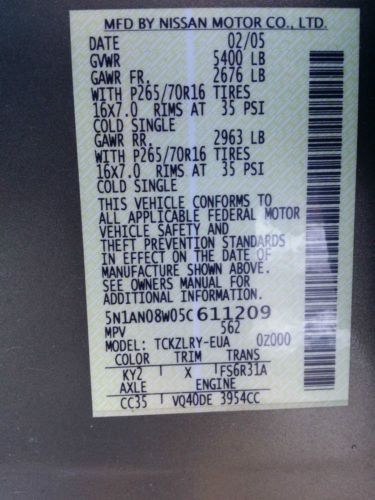 MFD BY NISSAN MOTOR CO., LTD.
DATE 02/05
GVWR 5400 LB
GAWR FR. 2676 LB
WITH P265/70R16 TIRES
16X7.0 RIMS AT 35 PSI
COLD SINGLE
GAWR RR. 2963 LB
WITH P265/70R16 TIRES
16X7.0 RIMS AT 35 PSI
COLD SINGLE
THIS VEHICLE CONFORMS TO
ALL APPLICABLE FEDERAL MOTOR
VEHICLE SAFETY AND
THEFT PREVENTION STANDARDS
IN EFFECT ON THE DATE OF
MANUFACTURE SHOWN ABOVE.
SEE OWNERS MANUAL FOR
ADDITIONAL INFORMATION.
5N1AN08W05C611209
MPV 562
MODEL: TCKZLRY-EUA 0Z000
COLOR TRIM TRANS
KY2 X FS6R31A
AXLE ENGINE
CC35 VQ40DE 3954CC